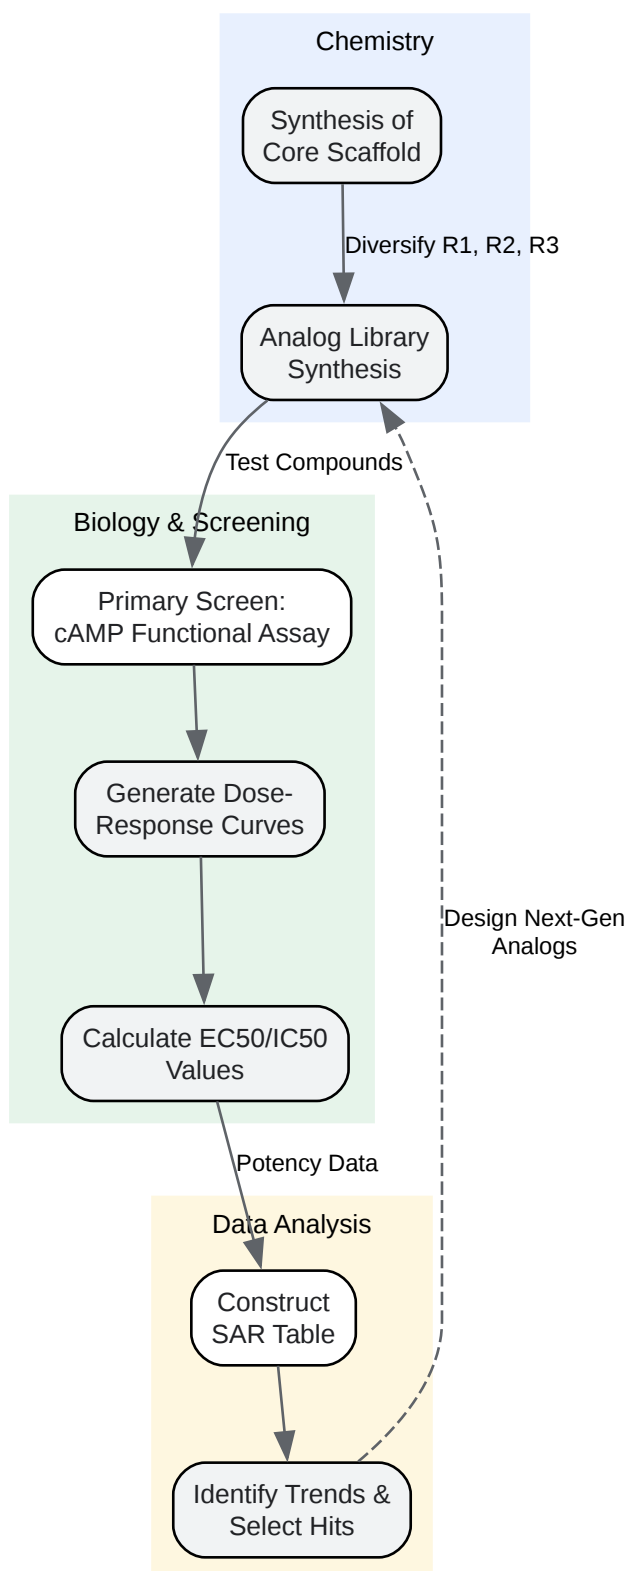 Chemistry
Synthesis of
Core Scaffold
Diversify R1, R2, R3
Analog Library
Synthesis
Test Compounds
Biology & Screening
Primary Screen:
cAMP Functional Assay
Generate Dose-
Response Curves
Design Next-Gen
Analogs
Calculate EC50/IC50
Values
Potency Data
Data Analysis
Construct
SAR Table
Identify Trends &
Select Hits